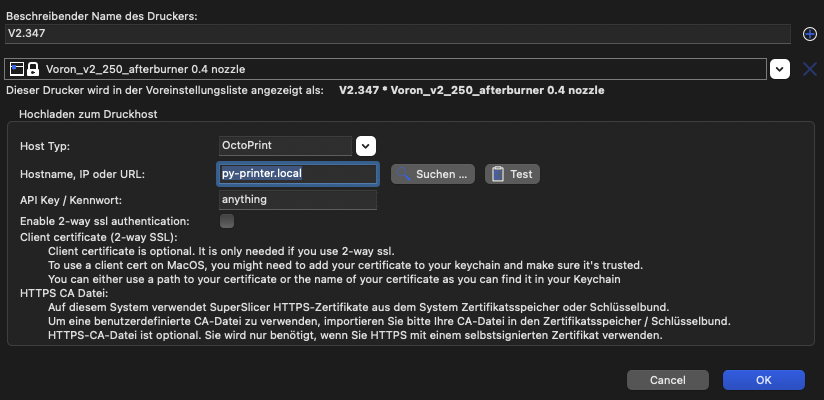 Beschreibender Name des Druckers:
V2.347
Voron_v2_250_afterburner 0.4 nozzle
Dieser Drucker wird in der Voreinstellungsliste angezeigt als: V2.347 * Voron_v2_250_afterburner 0.4 nozzle
Hochladen zum Druckhost
Host Typ: OctoPrint
Hostname, IP oder URL: py-printer.local Suchen ... Test
API Key / Kennwort: anything
Enable 2-way ssl authentication:
Client certificate (2-way SSL):
Client certificate is optional. It is only needed if you use 2-way ssl.
To use a client cert on MacOS, you might need to add your certificate to your keychain and make sure it's trusted.
You can either use a path to your certificate or the name of your certificate as you can find it in your Keychain
HTTPS CA Datei:
Auf diesem System verwendet SuperSlicer HTTPS-Zertifikate aus dem System Zertifikatsspeicher oder Schlüsselbund.
Um eine benutzerdefinierte CA-Datei zu verwenden, importieren Sie bitte Ihre CA-Datei in den Zertifikatsspeicher / Schlüsselbund.
HTTPS-CA-Datei ist optional. Sie wird nur benötigt, wenn Sie HTTPS mit einem selbstsignierten Zertifikat verwenden.
Cancel OK